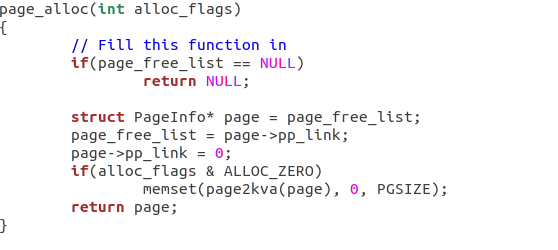 page_alloc(int alloc_flags)
{
        // Fill this function in
        if(page_free_list == NULL)
                return NULL;

        struct PageInfo* page = page_free_list;
        page_free_list = page->pp_link;
        page->pp_link = 0;
        if(alloc_flags & ALLOC_ZERO)
                memset(page2kva(page), 0, PGSIZE);
        return page;
}